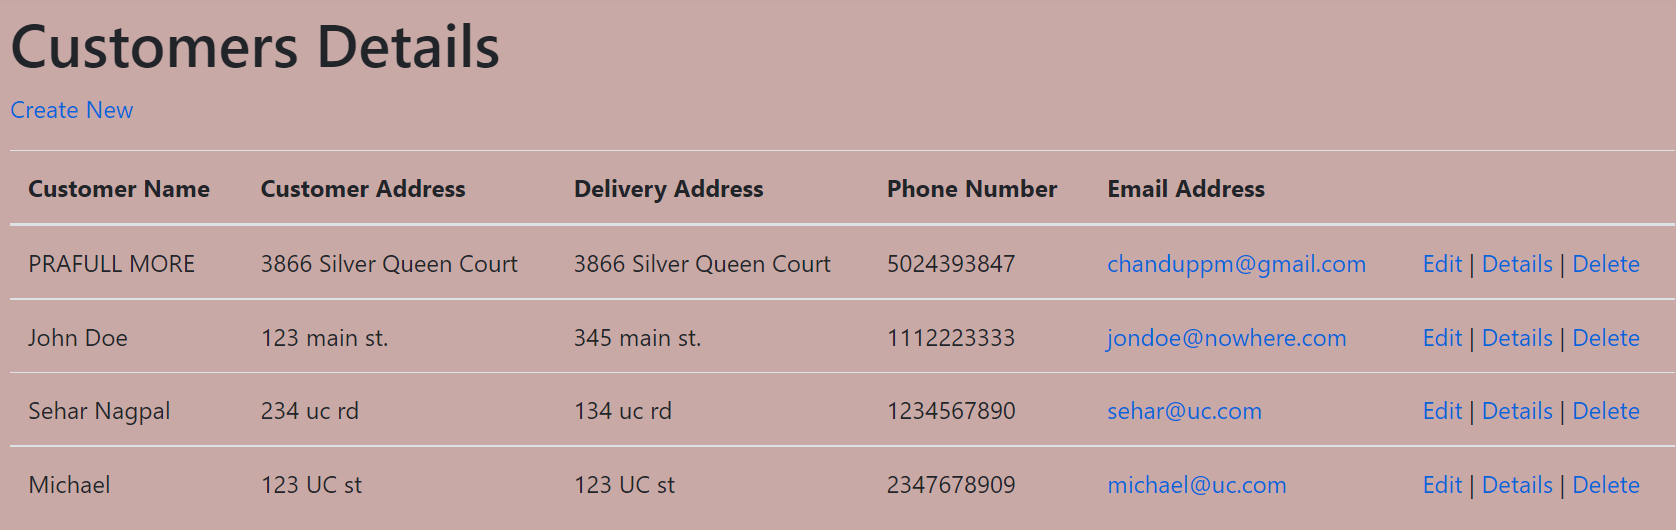 Customers Details
Create New
Customer Name Customer Address Delivery Address Phone Number Email Address
PRAFULL MORE 3866 Silver Queen Court 3866 Silver Queen Court 5024393847 chanduppm@gmail.com Edit | Details | Delete
John Doe 123 main st. 345 main st. 1112223333 jondoe@nowhere.com Edit | Details | Delete
Sehar Nagpal 234 uc rd 134 uc rd 1234567890 sehar@uc.com Edit | Details | Delete
Michael 123 UC st 123 UC st 2347678909 michael@uc.com Edit | Details | Delete